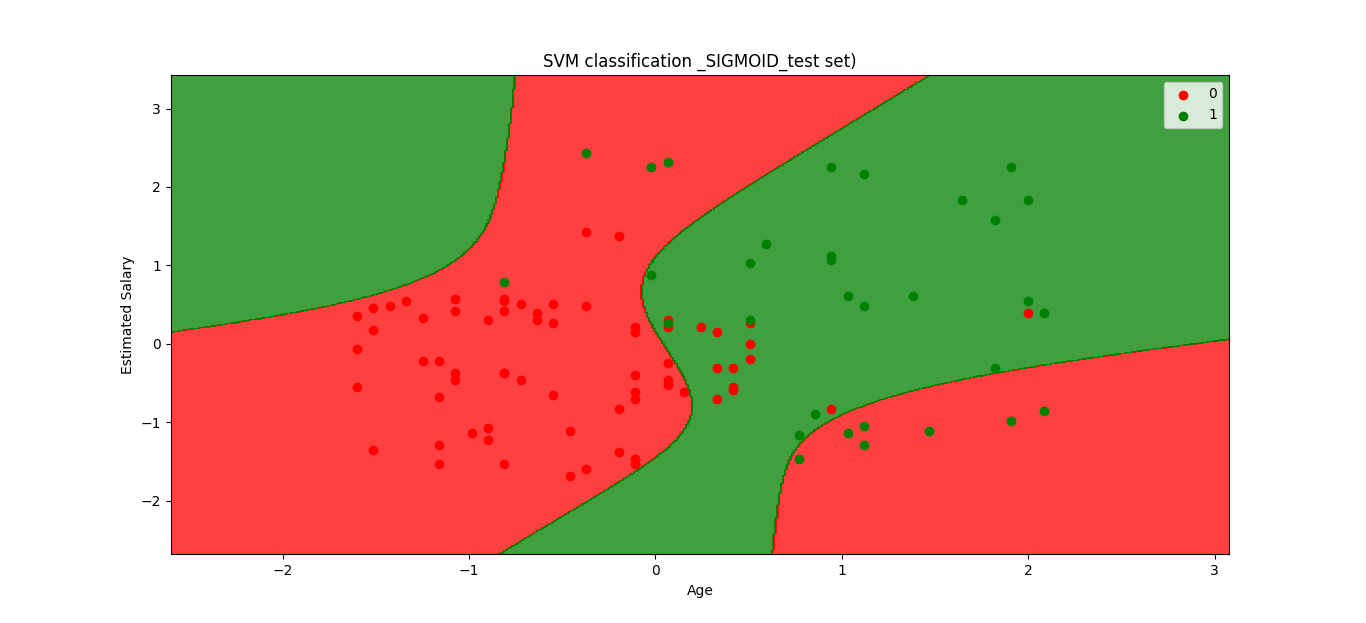 SVM classification _SIGMOID_test set)
0
1
3
2
1
0
−1
−2
Estimated Salary
−2 −1 0 1 2 3
Age